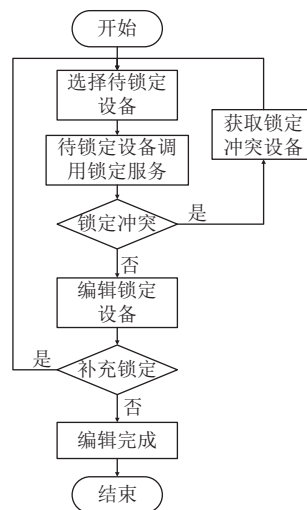 开始
选择待锁定
设备
获取锁定
冲突设备
待锁定设备调
用锁定服务
锁定冲突
是
否
编辑锁定
设备
是
补充锁定
否
编辑完成
结束